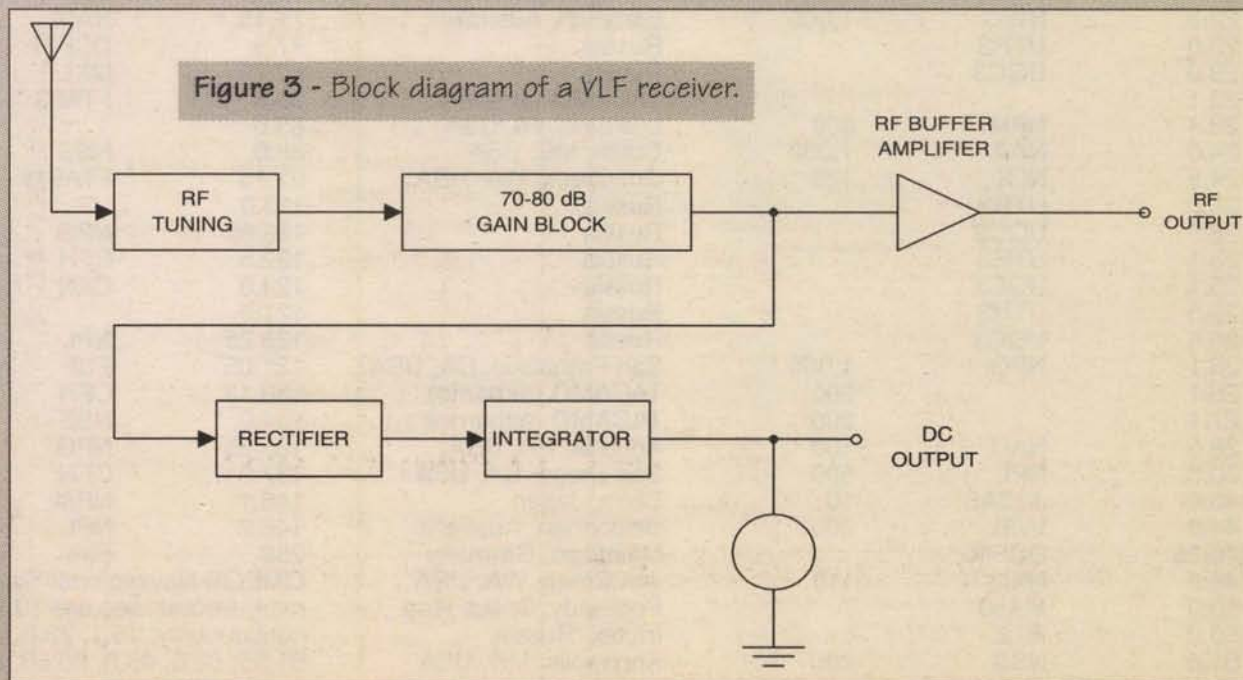 Figure 3 - Block diagram of a VLF receiver.
RF BUFFER
AMPLIFIER
RF
TUNING
70-80 dB
GAIN BLOCK
RF
OUTPUT
RECTIFIER
INTEGRATOR
DC
OUTPUT